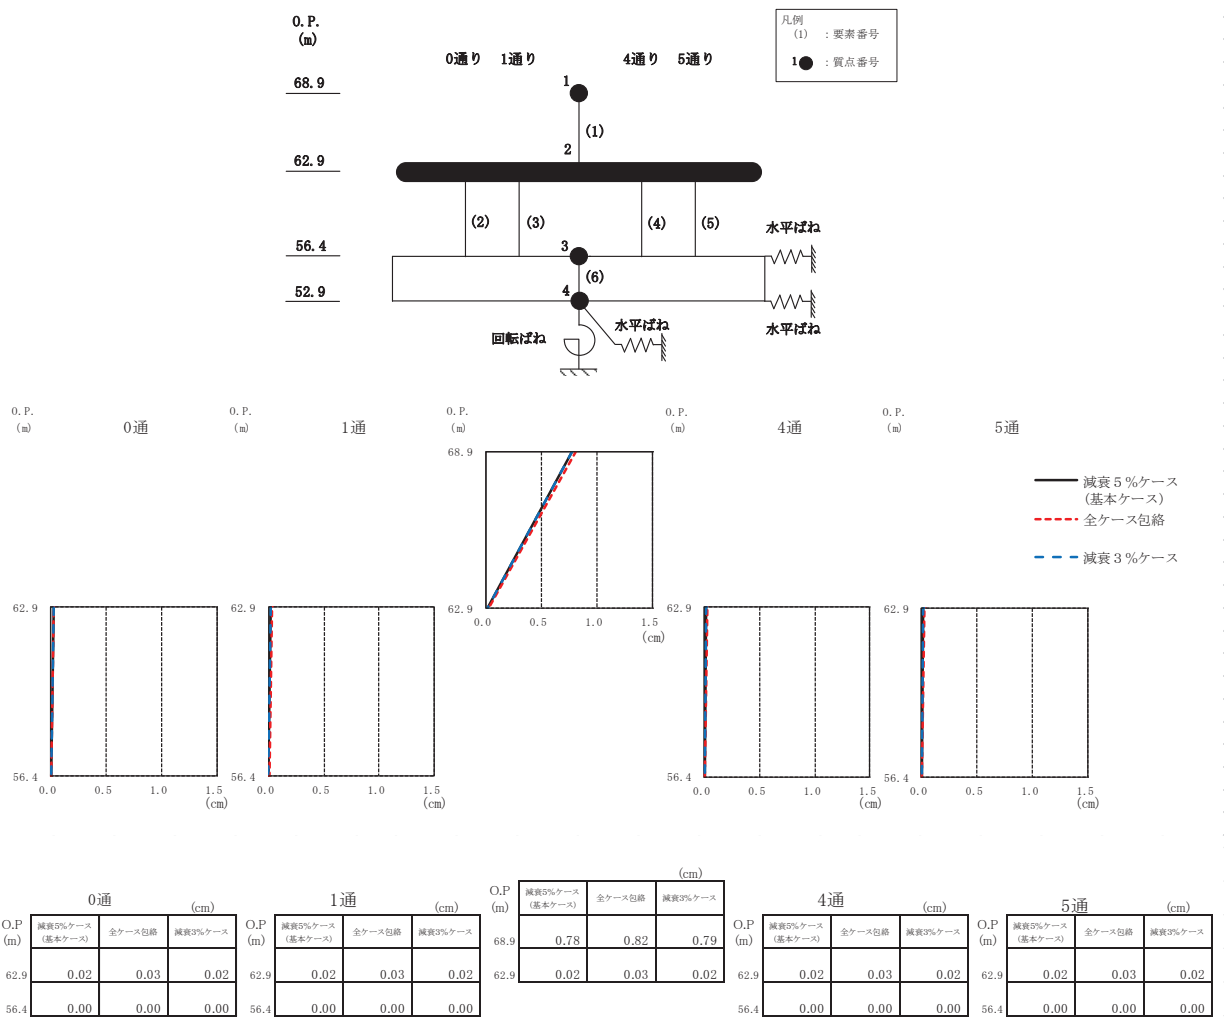 O.P.
(m)
0通り 1通り 4通り 5通り
凡例
(1) ：要素番号
1 ：質点番号
68.9
1
(1)
62.9
2
(2) (3) (4) (5)
水平ばね
56.4
3
(6)
52.9
4
水平ばね
回転ばね
水平ばね
O.P.
(m)
0通
O.P.
(m)
1通
O.P.
(m)
O.P.
(m)
4通
O.P.
(m)
5通
68.9
62.9
0.0 0.5 1.0 1.5
(cm)
減衰５%ケース
(基本ケース)
全ケース包絡
減衰３%ケース
62.9
56.4
0.0 0.5 1.0 1.5
(cm)
62.9
56.4
0.0 0.5 1.0 1.5
(cm)
62.9
56.4
0.0 0.5 1.0 1.5
(cm)
62.9
56.4
0.0 0.5 1.0 1.5
(cm)
0通
(cm)
O.P
(m)
減衰5%ケース
(基本ケース)
全ケース包絡
減衰3%ケース
62.9 0.02 0.03 0.02
56.4 0.00 0.00 0.00
1通
(cm)
O.P
(m)
減衰5%ケース
(基本ケース)
全ケース包絡
減衰3%ケース
62.9 0.02 0.03 0.02
56.4 0.00 0.00 0.00
(cm)
O.P
(m)
減衰5%ケース
(基本ケース)
全ケース包絡
減衰3%ケース
68.9 0.78 0.82 0.79
62.9 0.02 0.03 0.02
4通
(cm)
O.P
(m)
減衰5%ケース
(基本ケース)
全ケース包絡
減衰3%ケース
62.9 0.02 0.03 0.02
56.4 0.00 0.00 0.00
5通
(cm)
O.P
(m)
減衰5%ケース
(基本ケース)
全ケース包絡
減衰3%ケース
62.9 0.02 0.03 0.02
56.4 0.00 0.00 0.00